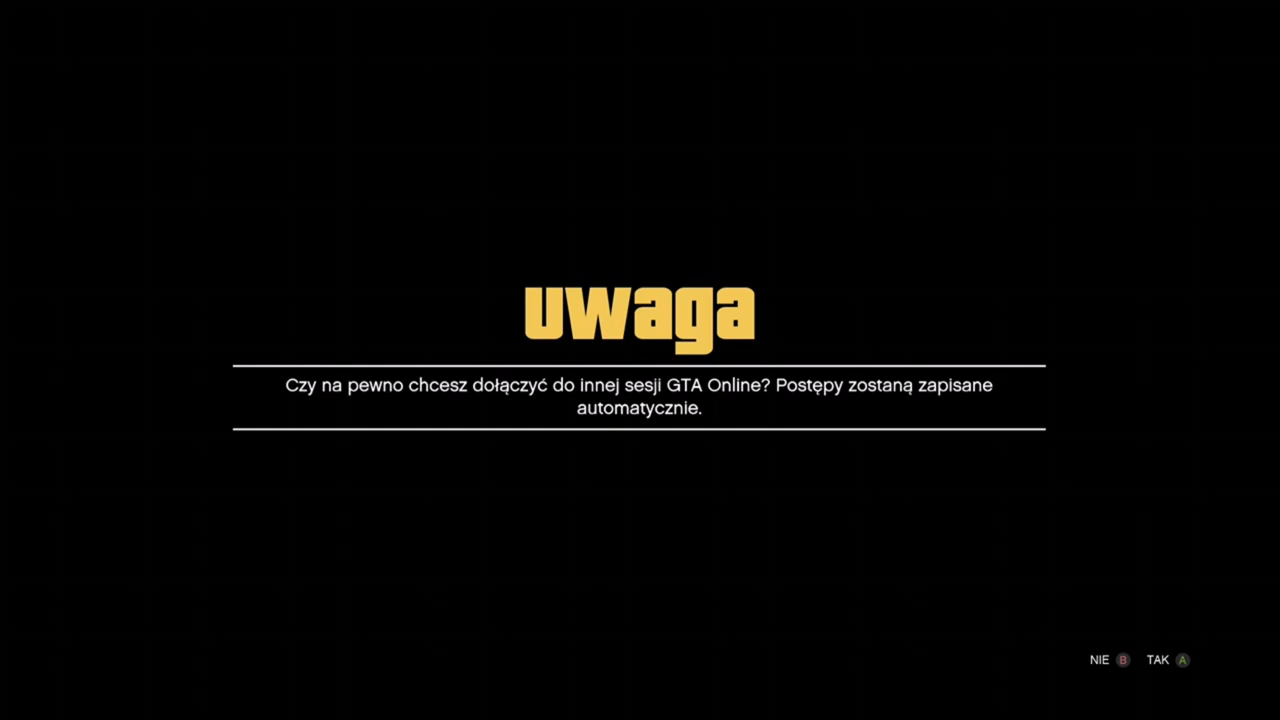 uwaga
Czy na pewno chcesz dołączyć do innej sesji GTA Online? Postępy zostaną zapisane
automatycznie.
NIE B TAK A